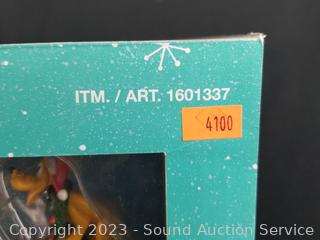 ITM. / ART. 1601337
4100
Copyright 2023 - Sound Auction Service